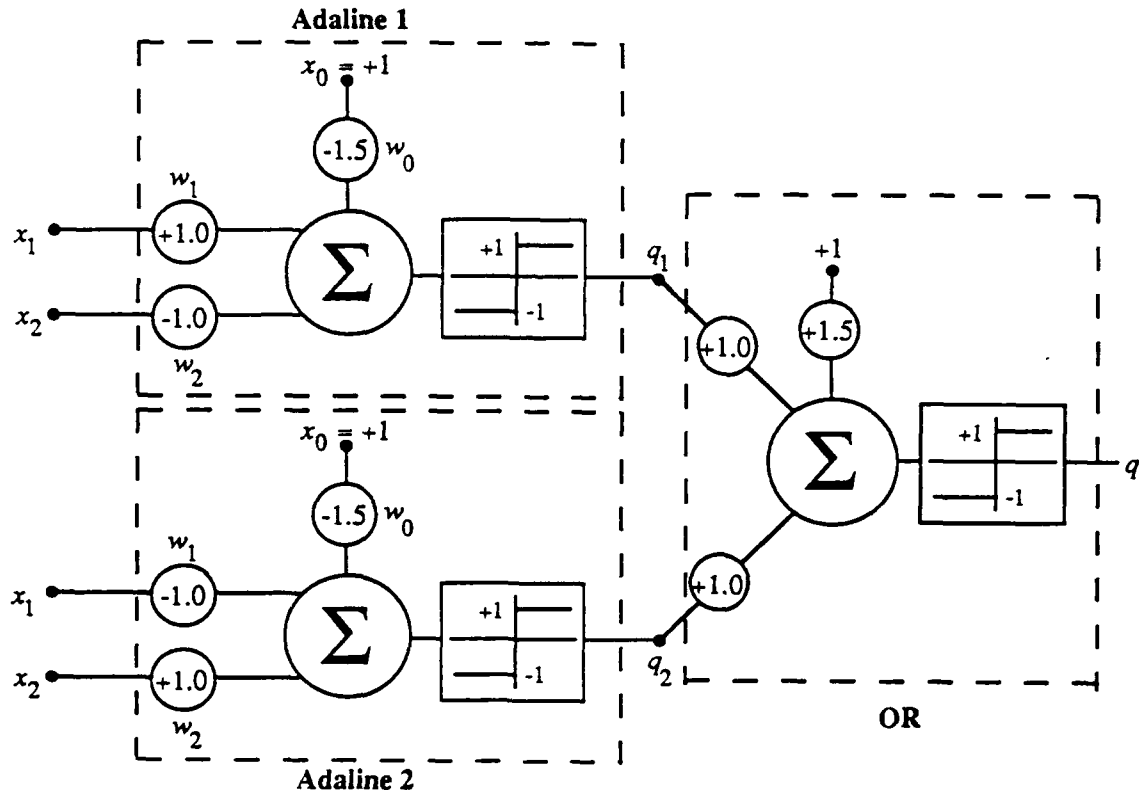 Adaline 1
x0 = +1
-1.5 w0
w1
x1 +1.0
Σ
+1
-1
x2 -1.0
w2
q1
+1
+1.0
+1.5
Σ
+1
-1
q
+1.0
OR
x0 = +1
-1.5 w0
w1
x1 -1.0
Σ
+1
-1
x2 +1.0
w2
q2
Adaline 2